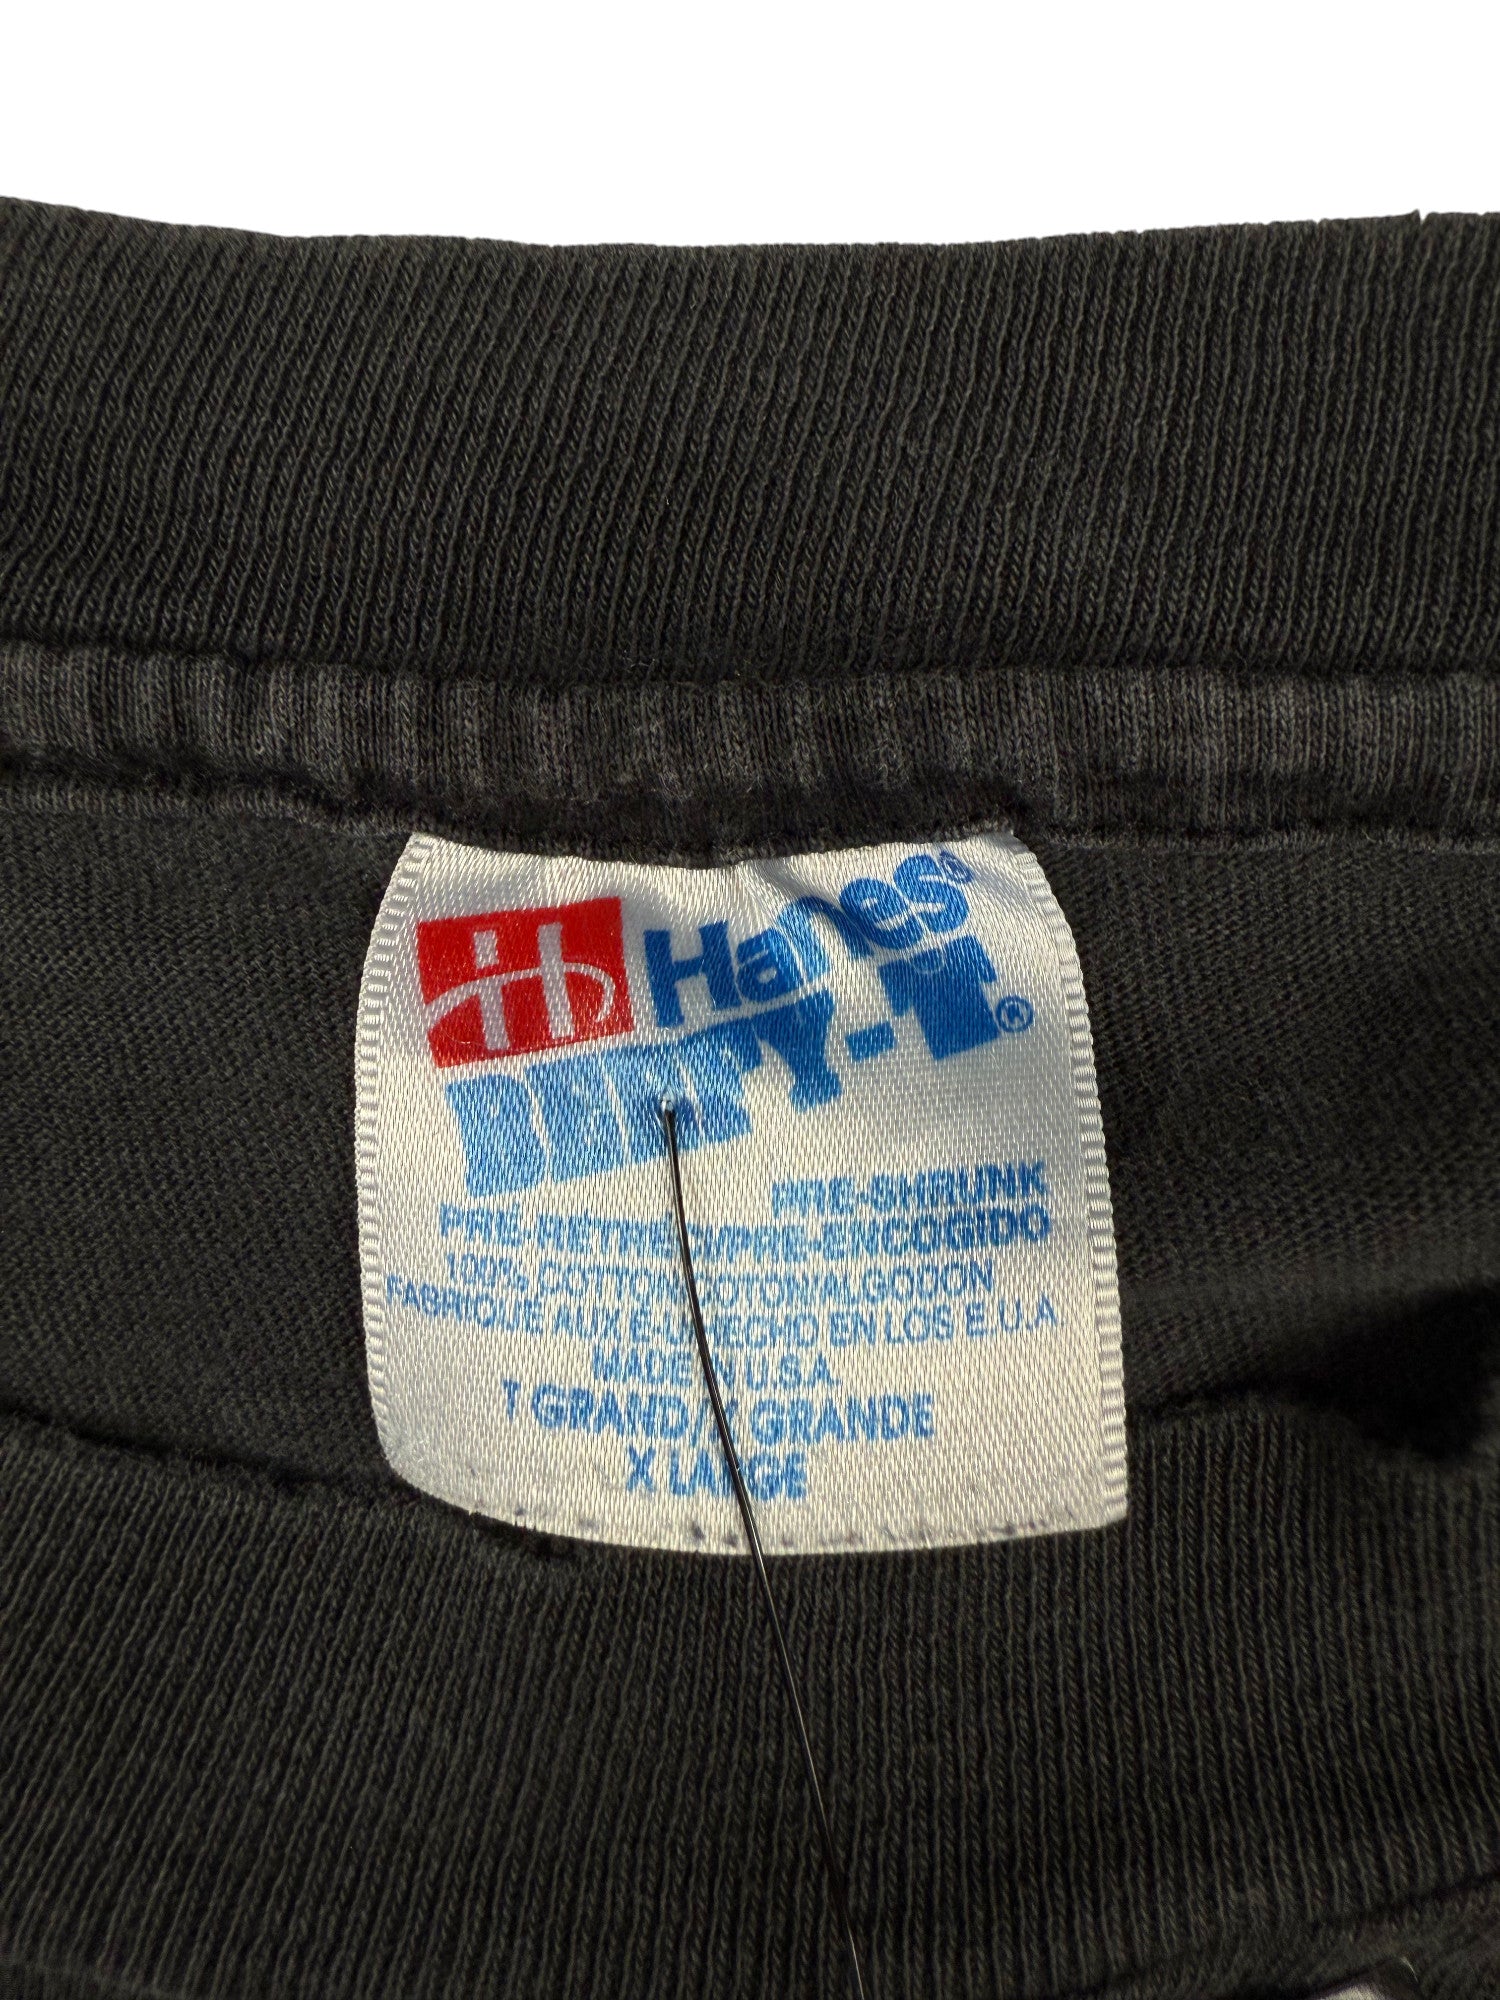 Hanes®
BEEFY-T®
PRE-SHRUNK
PRE-RETRECI/PRE-ENCOGIDO
100% COTTON/COTON/ALGODON
FABRIQUE AUX E-U/HECHO EN LOS E.U.A
MADE IN U.S.A
T GRAND/X GRANDE
X LARGE